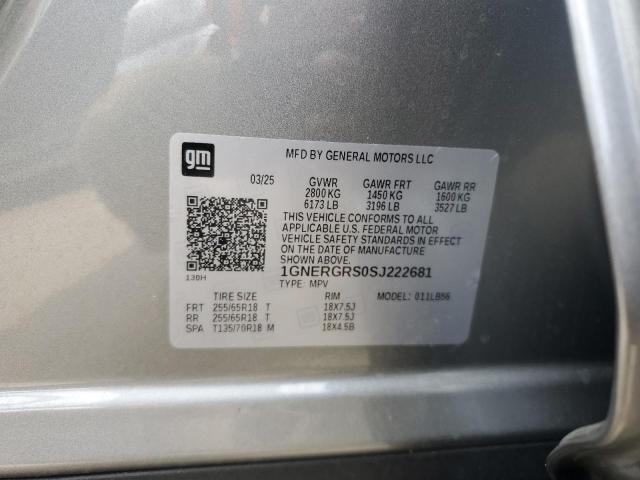 gm
MFD BY GENERAL MOTORS LLC
03/25 GVWR GAWR FRT GAWR RR
2800 KG 1450 KG 1600 KG
6173 LB 3196 LB 3527 LB
THIS VEHICLE CONFORMS TO ALL
APPLICABLE U.S. FEDERAL MOTOR
VEHICLE SAFETY STANDARDS IN EFFECT
ON THE DATE OF MANUFACTURE
SHOWN ABOVE.
130H
1GNERGRS0SJ222681
TYPE: MPV MODEL: 011LB56
TIRE SIZE RIM
FRT 255/65R18 T 18X7.5J
RR 255/65R18 T 18X7.5J
SPA T135/70R18 M 18X4.5B